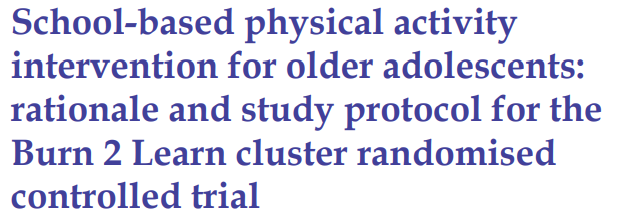 School-based physical activity
intervention for older adolescents:
rationale and study protocol for the
Burn 2 Learn cluster randomised
controlled trial